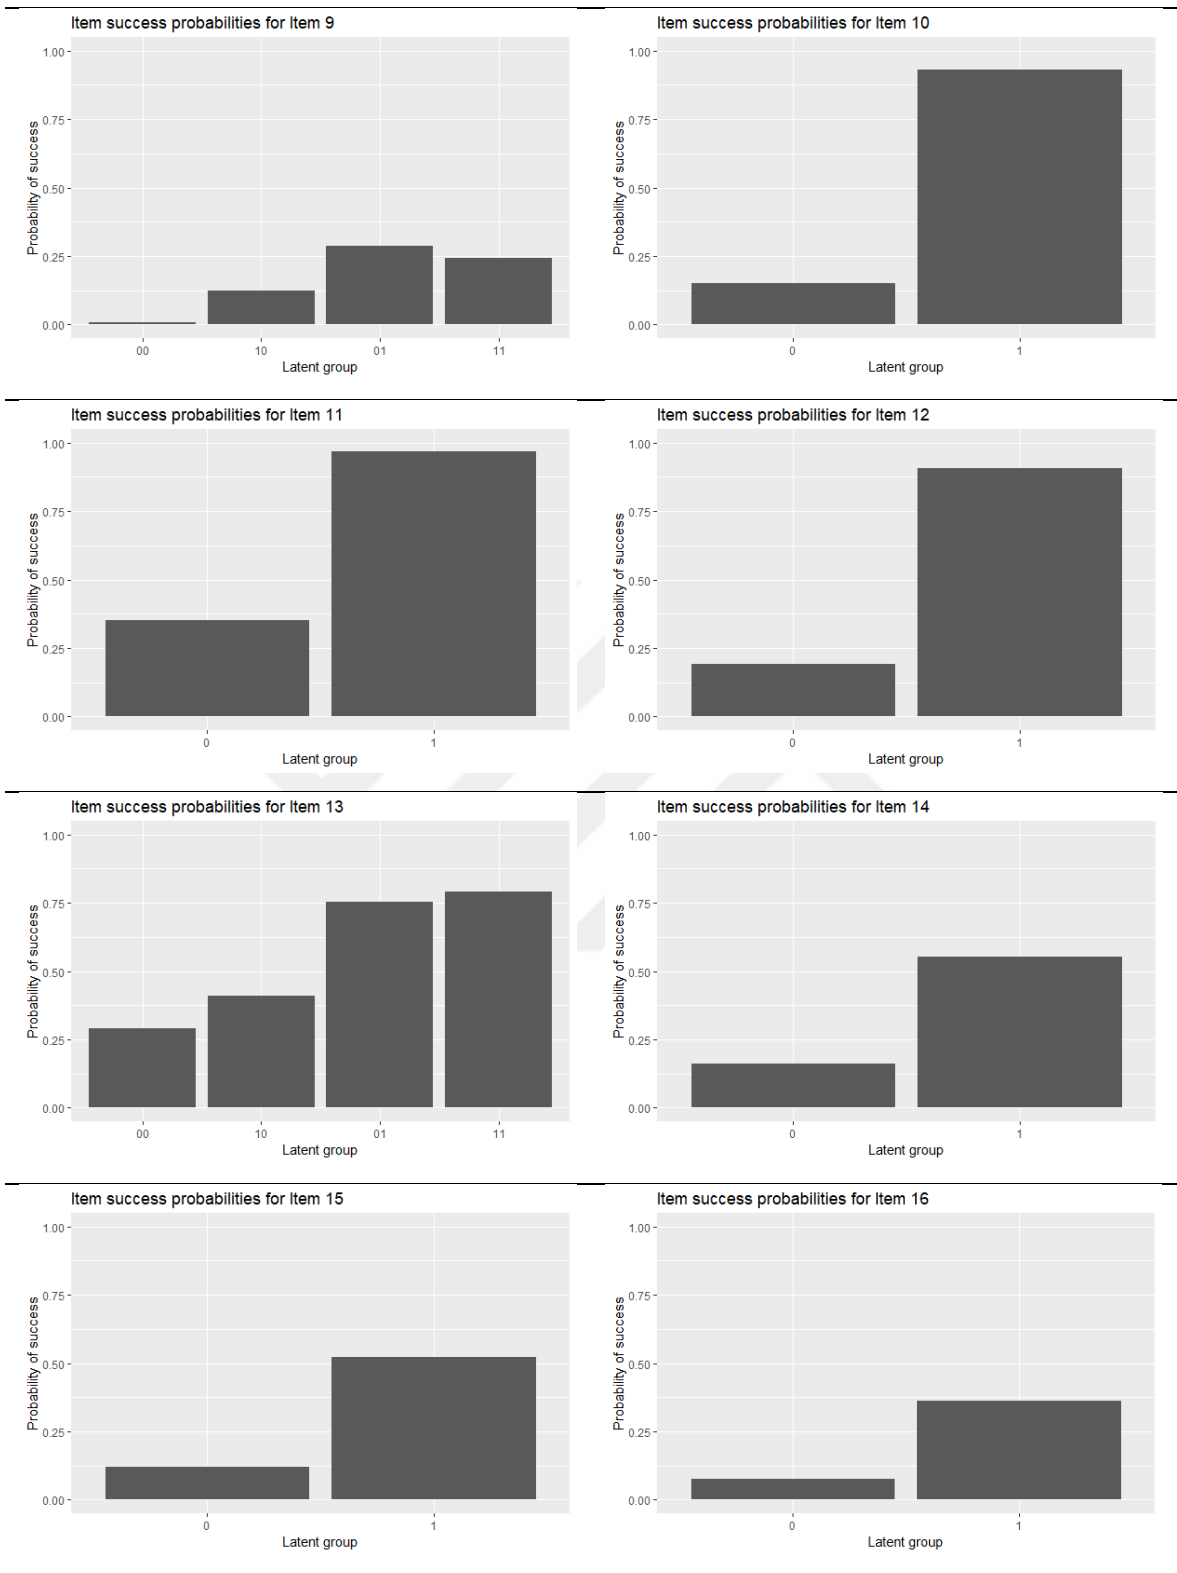 Item success probabilities for Item 9
1.00
0.75
0.50
0.25
0.00
Probability of success
00 10 01 11
Latent group
Item success probabilities for Item 10
1.00
0.75
0.50
0.25
0.00
Probability of success
0 1
Latent group
Item success probabilities for Item 11
1.00
0.75
0.50
0.25
0.00
Probability of success
0 1
Latent group
Item success probabilities for Item 12
1.00
0.75
0.50
0.25
0.00
Probability of success
0 1
Latent group
Item success probabilities for Item 13
1.00
0.75
0.50
0.25
0.00
Probability of success
00 10 01 11
Latent group
Item success probabilities for Item 14
1.00
0.75
0.50
0.25
0.00
Probability of success
0 1
Latent group
Item success probabilities for Item 15
1.00
0.75
0.50
0.25
0.00
Probability of success
0 1
Latent group
Item success probabilities for Item 16
1.00
0.75
0.50
0.25
0.00
Probability of success
0 1
Latent group